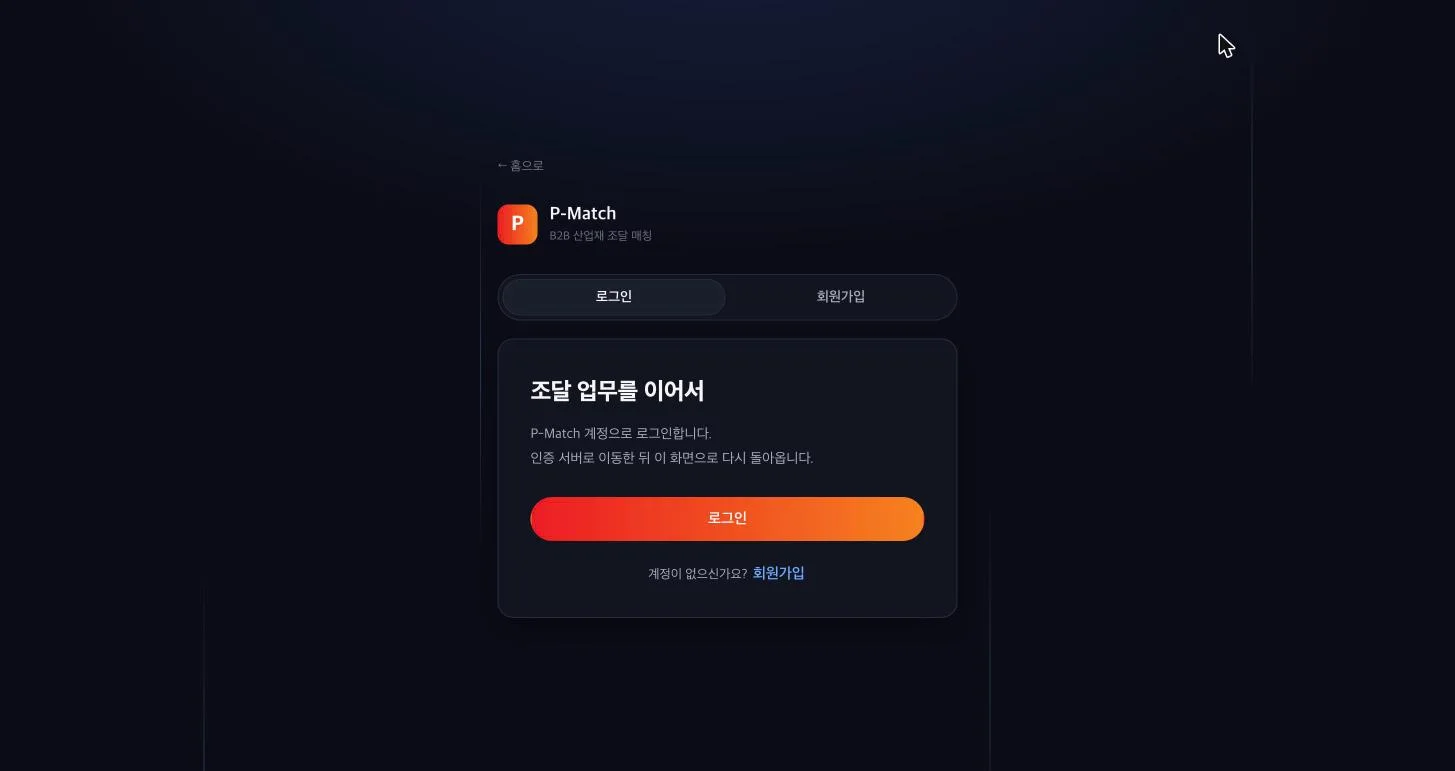 ← 홈으로
P
P-Match
B2B 산업재 조달 매칭
로그인
회원가입
조달 업무를 이어서
P-Match 계정으로 로그인합니다.
인증 서버로 이동한 뒤 이 화면으로 다시 돌아옵니다.
로그인
계정이 없으신가요? 회원가입